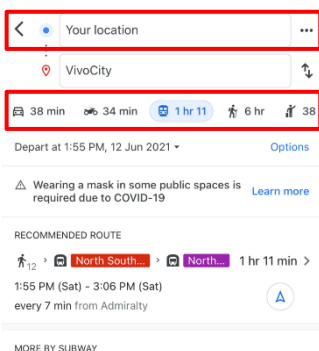 Your location
VivoCity
38 min 34 min 1 hr 11 6 hr 38
Depart at 1:55 PM, 12 Jun 2021 Options
Wearing a mask in some public spaces is
required due to COVID-19
Learn more
RECOMMENDED ROUTE
12 North South... North... 1 hr 11 min
1:55 PM (Sat) - 3:06 PM (Sat)
every 7 min from Admiralty
MORE BY SUBWAY